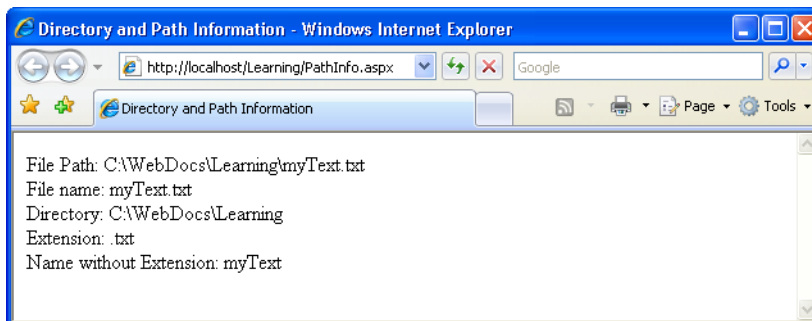 Directory and Path Information - Windows Internet Explorer
http://localhost/Learning/PathInfo.aspx
Google
Directory and Path Information
Page
Tools
File Path: C:\WebDocs\Learning\myText.txt
File name: myText.txt
Directory: C:\WebDocs\Learning
Extension: .txt
Name without Extension: myText